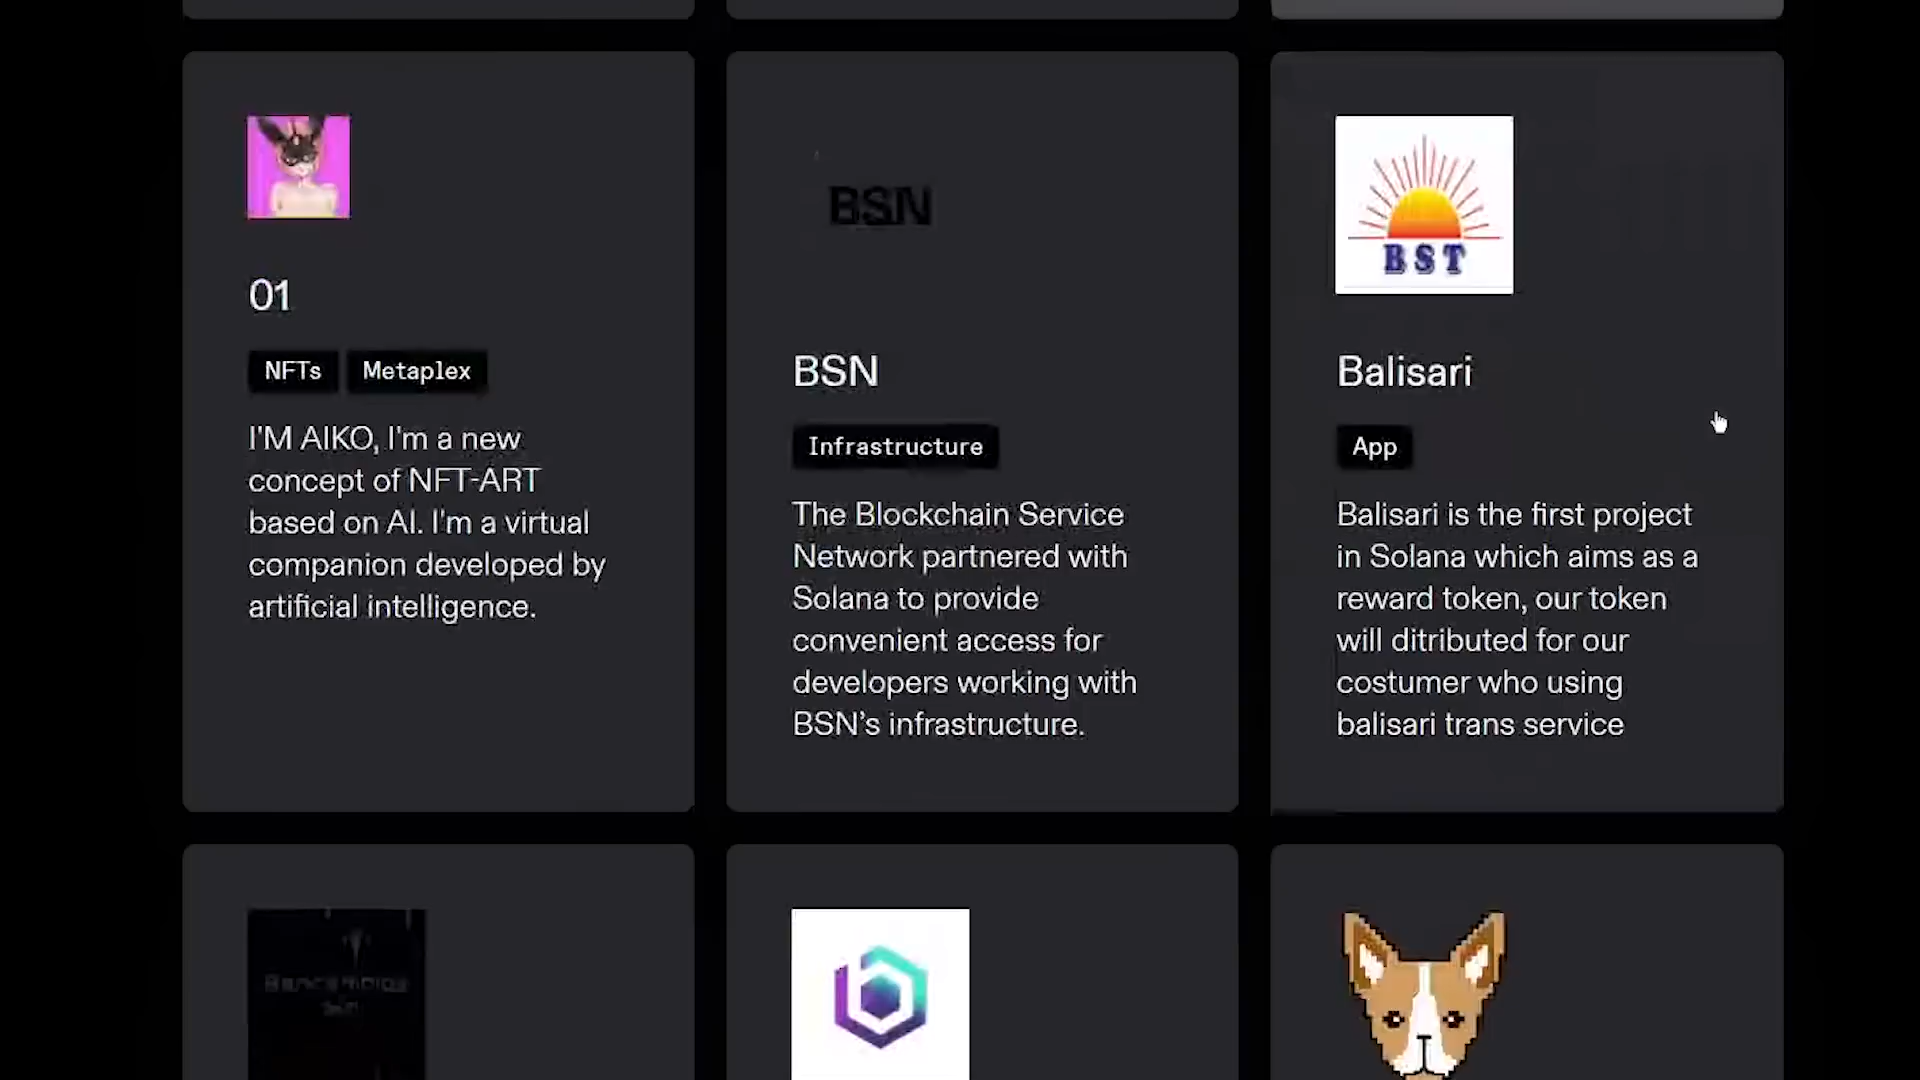 01
NFTs Metaplex
I'M AIKO, I'm a new
concept of NFT-ART
based on AI. I'm a virtual
companion developed by
artificial intelligence.
BSN
BSN
Infrastructure
The Blockchain Service
Network partnered with
Solana to provide
convenient access for
developers working with
BSN’s infrastructure.
BST
Balisari
App
Balisari is the first project
in Solana which aims as a
reward token, our token
will ditributed for our
costumer who using
balisari trans service